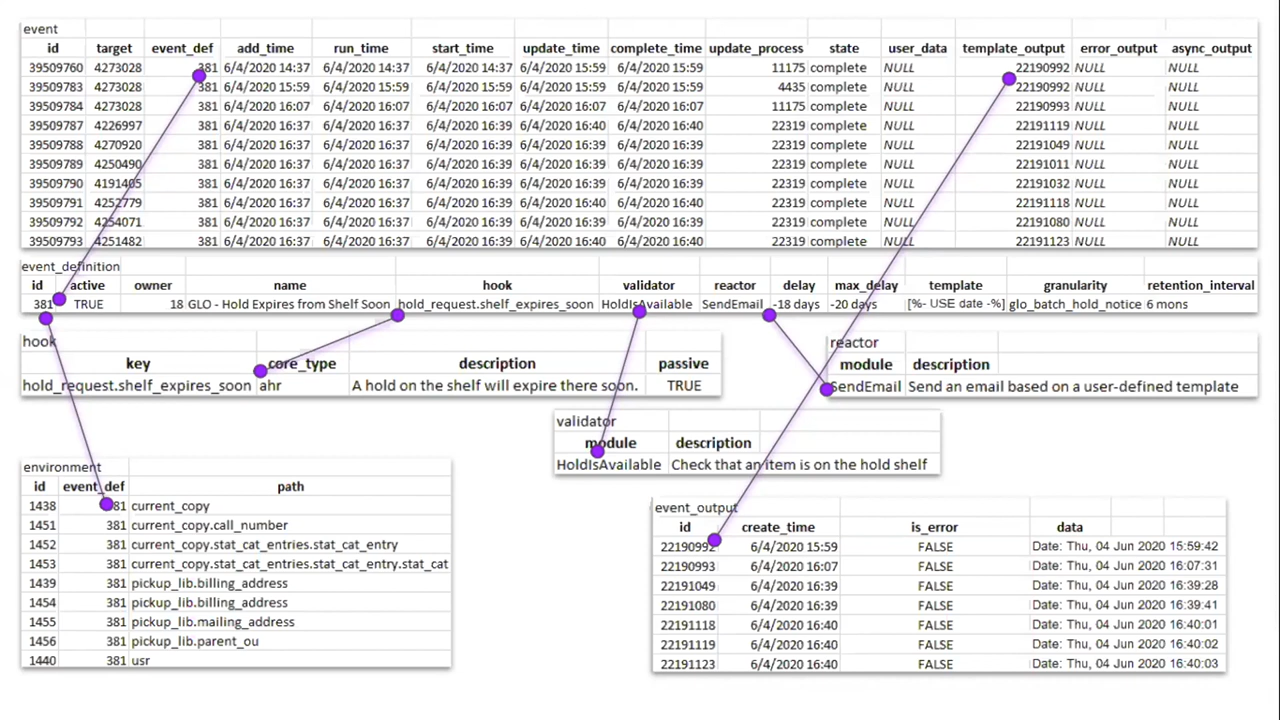 event
id target event_def add_time run_time start_time update_time complete_time update_process state user_data template_output error_output async_output
39509760 4273028 381 6/4/2020 14:37 6/4/2020 14:37 6/4/2020 14:37 6/4/2020 15:59 6/4/2020 15:59 11175 complete NULL 22190992 NULL NULL
39509783 4273028 381 6/4/2020 15:59 6/4/2020 15:59 6/4/2020 15:59 6/4/2020 15:59 6/4/2020 15:59 4435 complete NULL 22190992 NULL NULL
39509784 4273028 381 6/4/2020 16:07 6/4/2020 16:07 6/4/2020 16:07 6/4/2020 16:07 6/4/2020 16:07 11175 complete NULL 22190993 NULL NULL
39509787 4226997 381 6/4/2020 16:37 6/4/2020 16:37 6/4/2020 16:39 6/4/2020 16:40 6/4/2020 16:40 22319 complete NULL 22191119 NULL NULL
39509788 4270920 381 6/4/2020 16:37 6/4/2020 16:37 6/4/2020 16:39 6/4/2020 16:39 6/4/2020 16:39 22319 complete NULL 22191049 NULL NULL
39509789 4250490 381 6/4/2020 16:37 6/4/2020 16:37 6/4/2020 16:39 6/4/2020 16:39 6/4/2020 16:39 22319 complete NULL 22191011 NULL NULL
39509790 4191405 381 6/4/2020 16:37 6/4/2020 16:37 6/4/2020 16:39 6/4/2020 16:39 6/4/2020 16:39 22319 complete NULL 22191032 NULL NULL
39509791 4252779 381 6/4/2020 16:37 6/4/2020 16:37 6/4/2020 16:39 6/4/2020 16:40 6/4/2020 16:40 22319 complete NULL 22191118 NULL NULL
39509792 4254071 381 6/4/2020 16:37 6/4/2020 16:37 6/4/2020 16:39 6/4/2020 16:39 6/4/2020 16:39 22319 complete NULL 22191080 NULL NULL
39509793 4251482 381 6/4/2020 16:37 6/4/2020 16:37 6/4/2020 16:39 6/4/2020 16:40 6/4/2020 16:40 22319 complete NULL 22191123 NULL NULL
event_definition
id active owner name hook validator reactor delay max_delay template granularity retention_interval
381 TRUE 18 GLO - Hold Expires from Shelf Soon hold_request.shelf_expires_soon HoldIsAvailable SendEmail -18 days -20 days [%- USE date -%] glo_batch_hold_notice 6 mons
hook
key core_type description passive
hold_request.shelf_expires_soon ahr A hold on the shelf will expire there soon. TRUE
reactor
module description
SendEmail Send an email based on a user-defined template
validator
module description
HoldIsAvailable Check that an item is on the hold shelf
environment
id event_def path
1438 381 current_copy
1451 381 current_copy.call_number
1452 381 current_copy.stat_cat_entries.stat_cat_entry
1453 381 current_copy.stat_cat_entries.stat_cat_entry.stat_cat
1439 381 pickup_lib.billing_address
1454 381 pickup_lib.billing_address
1455 381 pickup_lib.mailing_address
1456 381 pickup_lib.parent_ou
1440 381 usr
event_output
id create_time is_error data
22190992 6/4/2020 15:59 FALSE Date: Thu, 04 Jun 2020 15:59:42
22190993 6/4/2020 16:07 FALSE Date: Thu, 04 Jun 2020 16:07:31
22191049 6/4/2020 16:39 FALSE Date: Thu, 04 Jun 2020 16:39:28
22191080 6/4/2020 16:39 FALSE Date: Thu, 04 Jun 2020 16:39:41
22191118 6/4/2020 16:40 FALSE Date: Thu, 04 Jun 2020 16:40:01
22191119 6/4/2020 16:40 FALSE Date: Thu, 04 Jun 2020 16:40:02
22191123 6/4/2020 16:40 FALSE Date: Thu, 04 Jun 2020 16:40:03